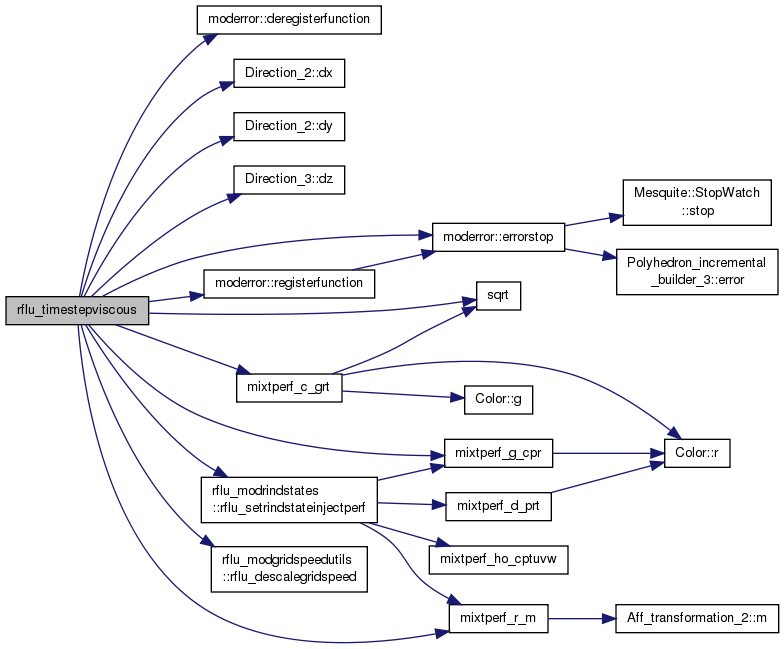 moderror::deregisterfunction
Direction_2::dx
Direction_2::dy
Direction_3::dz
Mesquite::StopWatch
::stop
moderror::errorstop
Polyhedron_incremental
_builder_3::error
moderror::registerfunction
sqrt
rflu_timestepviscous
mixtperf_c_grt
Color::g
mixtperf_g_cpr
Color::r
rflu_modrindstates
::rflu_setrindstateinjectperf
mixtperf_d_prt
mixtperf_ho_cptuvw
rflu_modgridspeedutils
::rflu_descalegridspeed
mixtperf_r_m
Aff_transformation_2::m